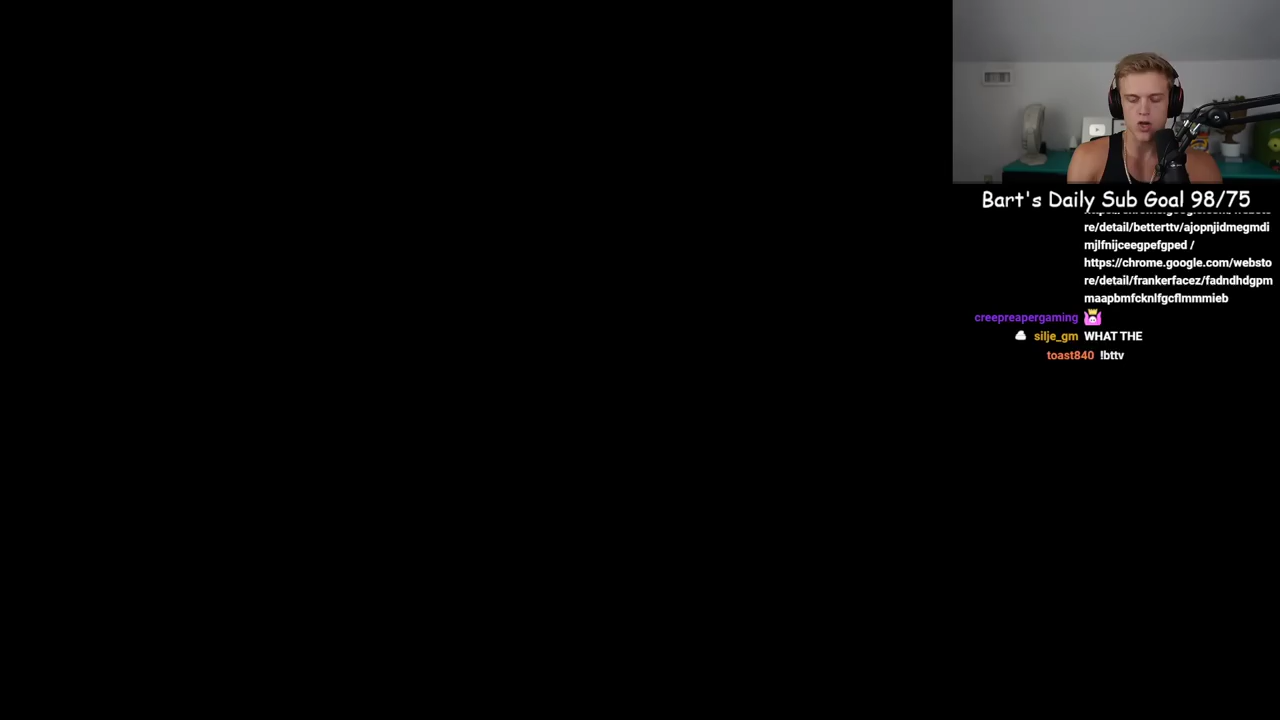 Bart's Daily Sub Goal 98/75
re/detail/betterttv/ajopnjidmegmdi
mjlfnijceegpefgped /
https://chrome.google.com/websto
re/detail/frankerfacez/fadndhdgpm
maapbmfcknlfgcflmmmieb
creepreapergaming
silje_gm WHAT THE
toast840 !bttv